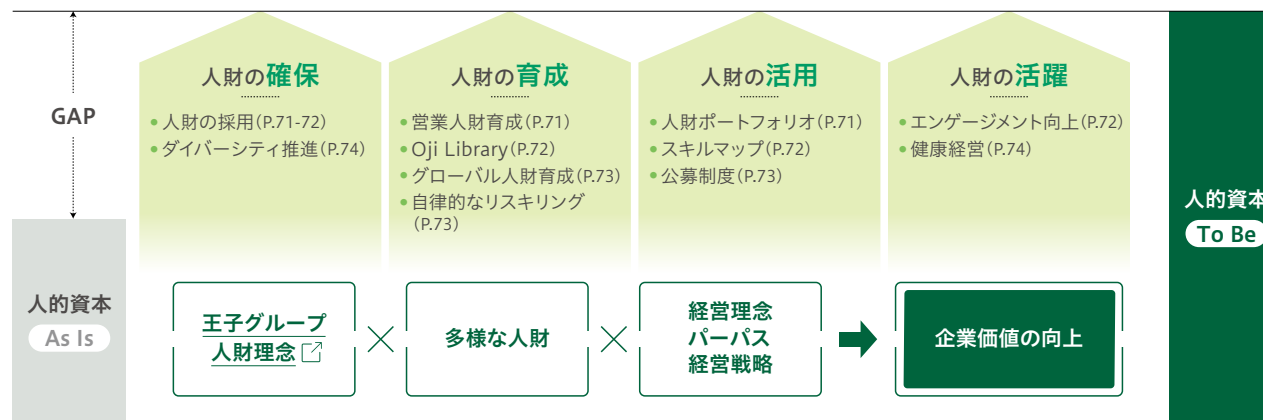 GAP
人的資本
As Is
人財の確保
• 人財の採用(P.71-72)
• ダイバーシティ推進(P.74)
人財の育成
• 営業人財育成(P.71)
• Oji Library(P.72)
• グローバル人財育成(P.73)
• 自律的なリスキリング
(P.73)
人財の活用
• 人財ポートフォリオ(P.71)
• スキルマップ(P.72)
• 公募制度(P.73)
人財の活躍
• エンゲージメント向上(P.72)
• 健康経営(P.74)
王子グループ
人財理念
×
多様な人財
×
経営理念
パーパス
経営戦略
企業価値の向上
人的資本
To Be